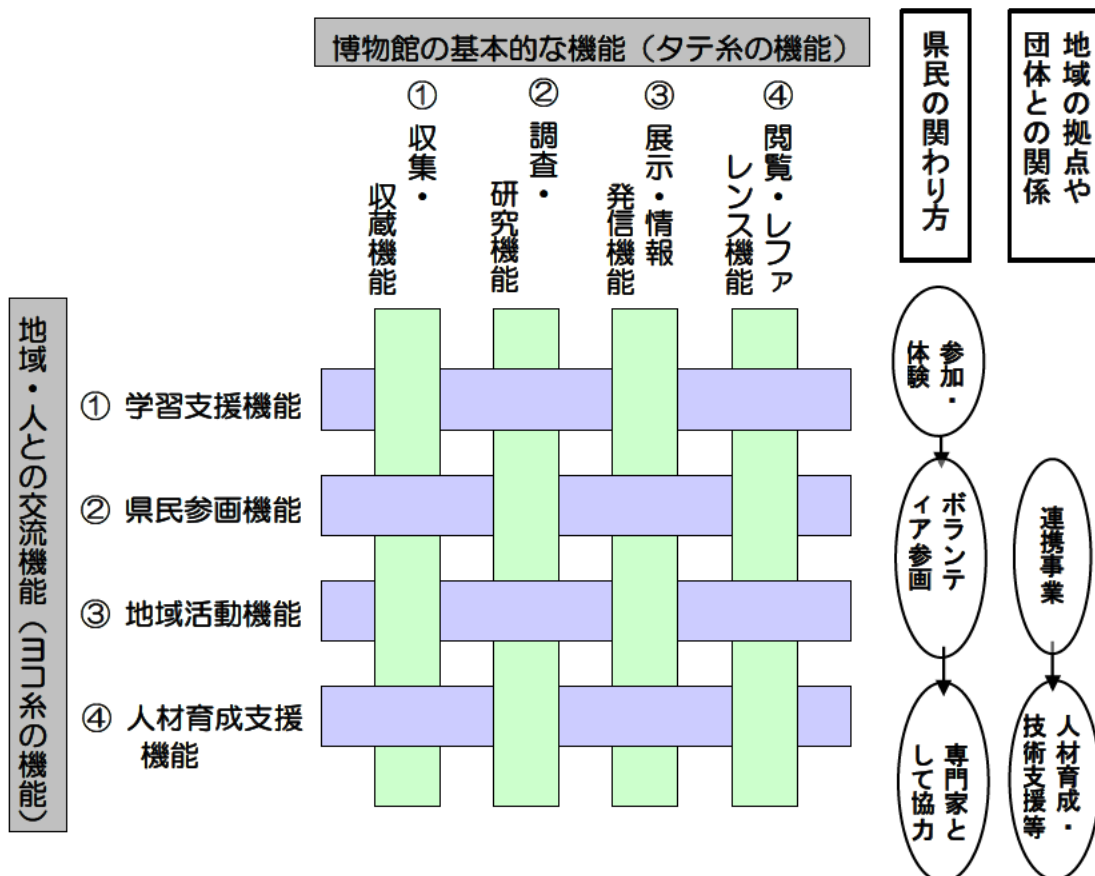 博物館の基本的な機能（タテ糸の機能）
① 収集・
収蔵機能
② 調査・
研究機能
③ 展示・情報
発信機能
④ 閲覧・レファ
レンス機能
県民の関わり方
地域の拠点や
団体との関係
地域・人との交流機能（ヨコ糸の機能）
① 学習支援機能
② 県民参画機能
③ 地域活動機能
④ 人材育成支援
機能
参加・
体験
ボランテ
ィア参画
専門家と
して協力
連携事業
人材育成・
技術支援等